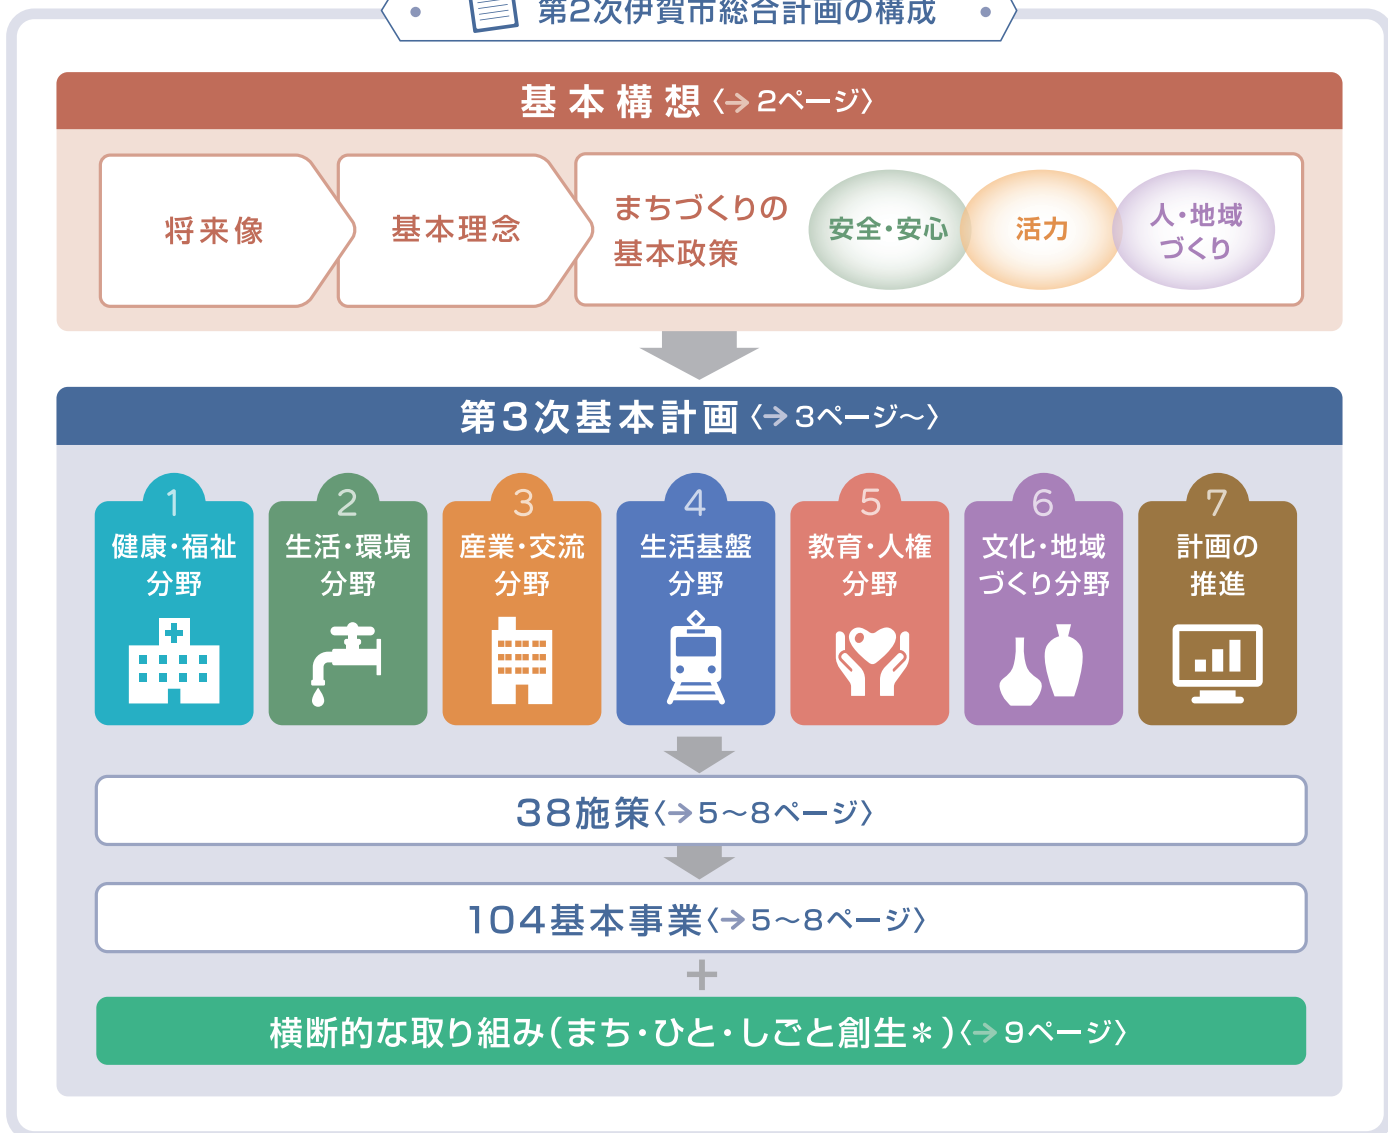 第2次伊賀市総合計画の構成
基本構想〈→2ページ〉
将来像
基本理念
まちづくりの
基本政策
安全・安心
活力
人・地域
づくり
第3次基本計画〈→3ページ～〉
1
健康・福祉
分野
2
生活・環境
分野
3
産業・交流
分野
4
生活基盤
分野
5
教育・人権
分野
6
文化・地域
づくり分野
7
計画の
推進
38施策〈→5～8ページ〉
104基本事業〈→5～8ページ〉
+
横断的な取り組み(まち・ひと・しごと創生＊)〈→9ページ〉